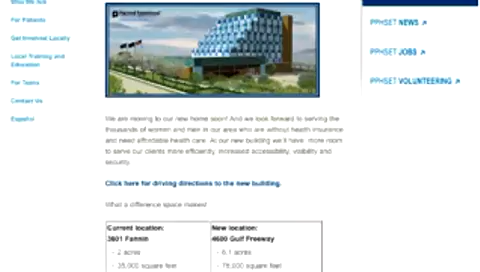 Who We Are
For Patients
Get Involved Locally
Local Training and
Education
For Teens
Contact Us
Español
Planned Parenthood
PPHSET NEWS
PPHSET JOBS
PPHSET VOLUNTEERING
We are moving to our new home soon! And we look forward to serving the
thousands of women and men in our area who are without health insurance
and need affordable health care. At our new building we'll have more room
to serve our clients more efficiently, increased accessibility, visibility and
security.
Click here for driving directions to the new building.
What a difference space makes!
Current location:
3601 Fannin
- 2 acres
- 35,000 square feet
New location:
4600 Gulf Freeway
- 6.1 acres
- 78,000 square feet